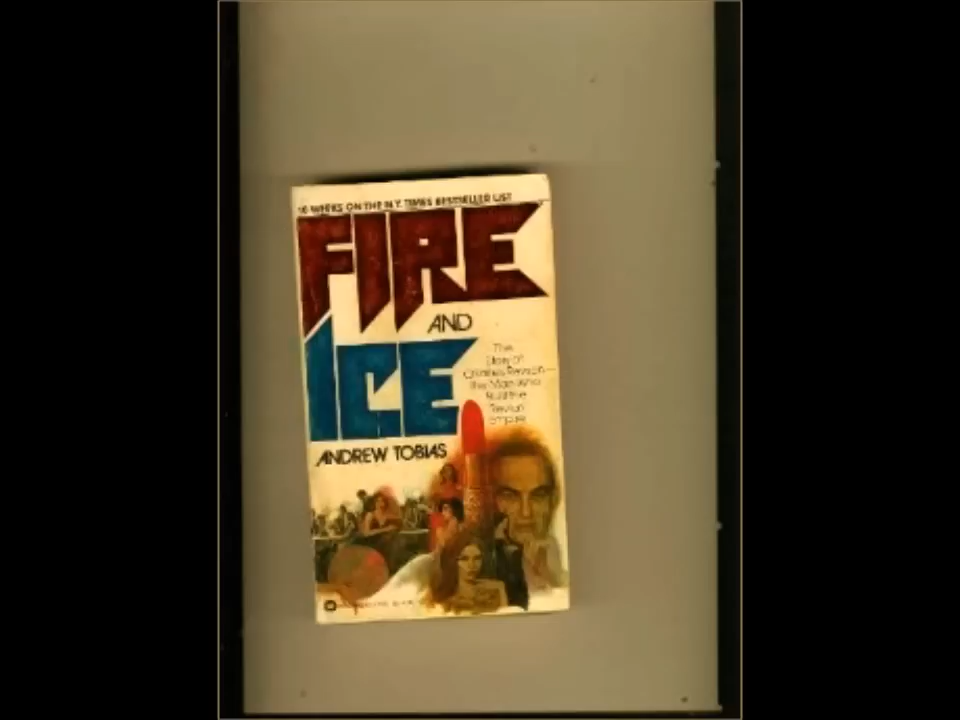 16 WEEKS ON THE N.Y. TIMES BESTSELLER LIST
FIRE
AND
ICE
The
Story of
Charles Revson—
the Man Who
Built the
Revlon
Empire
ANDREW TOBIAS